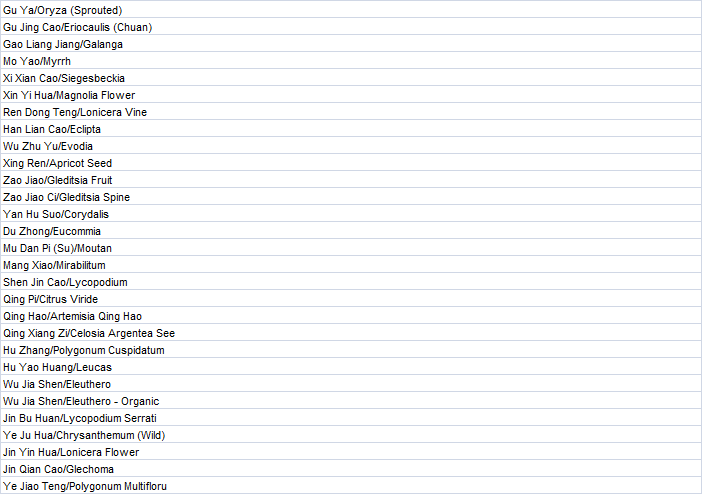 Gu Ya/Oryza (Sprouted)
Gu Jing Cao/Eriocaulis (Chuan)
Gao Liang Jiang/Galanga
Mo Yao/Myrrh
Xi Xian Cao/Siegesbeckia
Xin Yi Hua/Magnolia Flower
Ren Dong Teng/Lonicera Vine
Han Lian Cao/Eclipta
Wu Zhu Yu/Evodia
Xing Ren/Apricot Seed
Zao Jiao/Gleditsia Fruit
Zao Jiao Ci/Gleditsia Spine
Yan Hu Suo/Corydalis
Du Zhong/Eucommia
Mu Dan Pi (Su)/Moutan
Mang Xiao/Mirabilitum
Shen Jin Cao/Lycopodium
Qing Pi/Citrus Viride
Qing Hao/Artemisia Qing Hao
Qing Xiang Zi/Celosia Argentea See
Hu Zhang/Polygonum Cuspidatum
Hu Yao Huang/Leucas
Wu Jia Shen/Eleuthero
Wu Jia Shen/Eleuthero - Organic
Jin Bu Huan/Lycopodium Serrati
Ye Ju Hua/Chrysanthemum (Wild)
Jin Yin Hua/Lonicera Flower
Jin Qian Cao/Glechoma
Ye Jiao Teng/Polygonum Multifloru